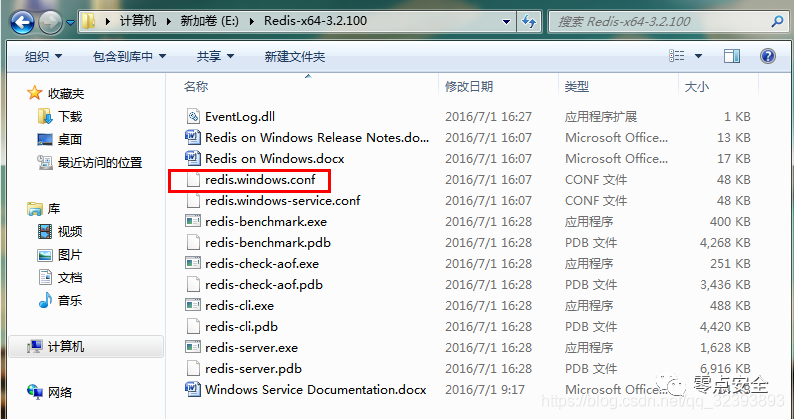 计算机 ▸ 新加卷 (E:) ▸ Redis-x64-3.2.100
搜索 Redis-x64-3.2.100
组织 包含到库中 共享 新建文件夹
名称 修改日期 类型 大小
收藏夹
下载
桌面
最近访问的位置
库
视频
图片
文档
音乐
计算机
网络
EventLog.dll 2016/7/1 16:27 应用程序扩展 1 KB
Redis on Windows Release Notes.do... 2016/7/1 16:07 Microsoft Office... 13 KB
Redis on Windows.docx 2016/7/1 16:07 Microsoft Office... 17 KB
redis.windows.conf 2016/7/1 16:07 CONF 文件 48 KB
redis.windows-service.conf 2016/7/1 16:07 CONF 文件 48 KB
redis-benchmark.exe 2016/7/1 16:28 应用程序 400 KB
redis-benchmark.pdb 2016/7/1 16:28 PDB 文件 4,268 KB
redis-check-aof.exe 2016/7/1 16:28 应用程序 251 KB
redis-check-aof.pdb 2016/7/1 16:28 PDB 文件 3,436 KB
redis-cli.exe 2016/7/1 16:28 应用程序 488 KB
redis-cli.pdb 2016/7/1 16:28 PDB 文件 4,420 KB
redis-server.exe 2016/7/1 16:28 应用程序 1,628 KB
redis-server.pdb 2016/7/1 16:28 PDB 文件 6,916 KB
Windows Service Documentation.docx 2016/7/1 9:17 Microsoft Office...
零点安全
https://blog.csdn.net/qq_32393893